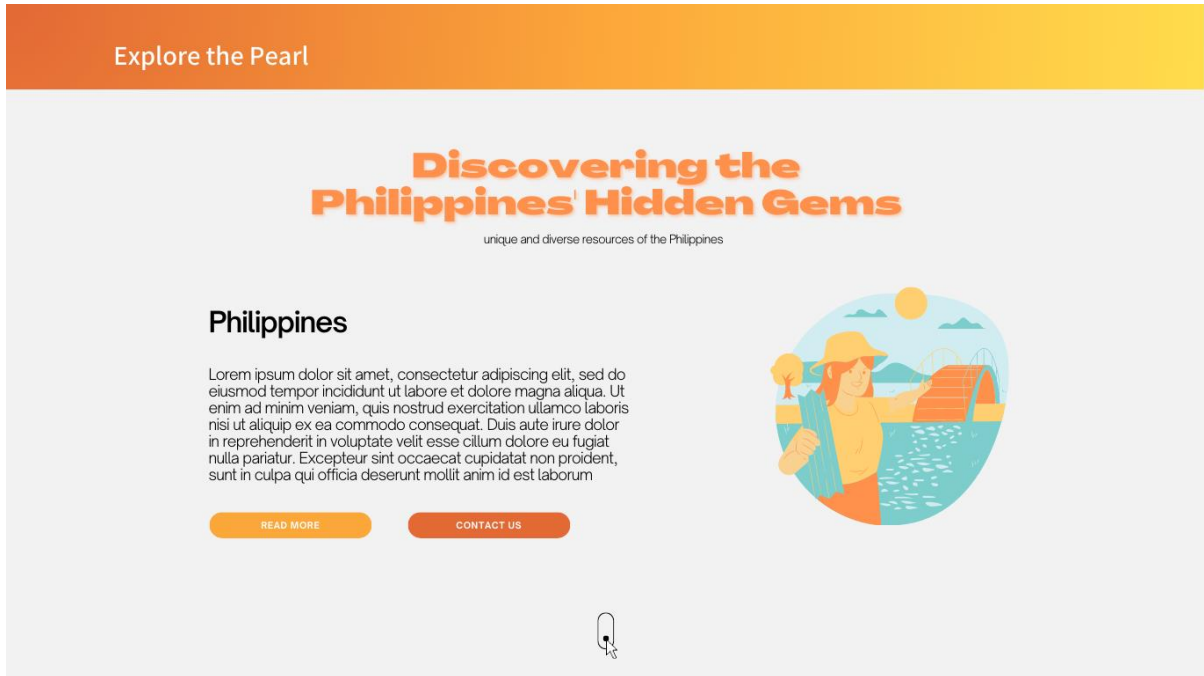 Explore the Pearl
Discovering the
Philippines' Hidden Gems
unique and diverse resources of the Philippines
Philippines
Lorem ipsum dolor sit amet, consectetur adipiscing elit, sed do
eiusmod tempor incididunt ut labore et dolore magna aliqua. Ut
enim ad minim veniam, quis nostrud exercitation ullamco laboris
nisi ut aliquip ex ea commodo consequat. Duis aute irure dolor
in reprehenderit in voluptate velit esse cillum dolore eu fugiat
nulla pariatur. Excepteur sint occaecat cupidatat non proident,
sunt in culpa qui officia deserunt mollit anim id est laborum
READ MORE
CONTACT US